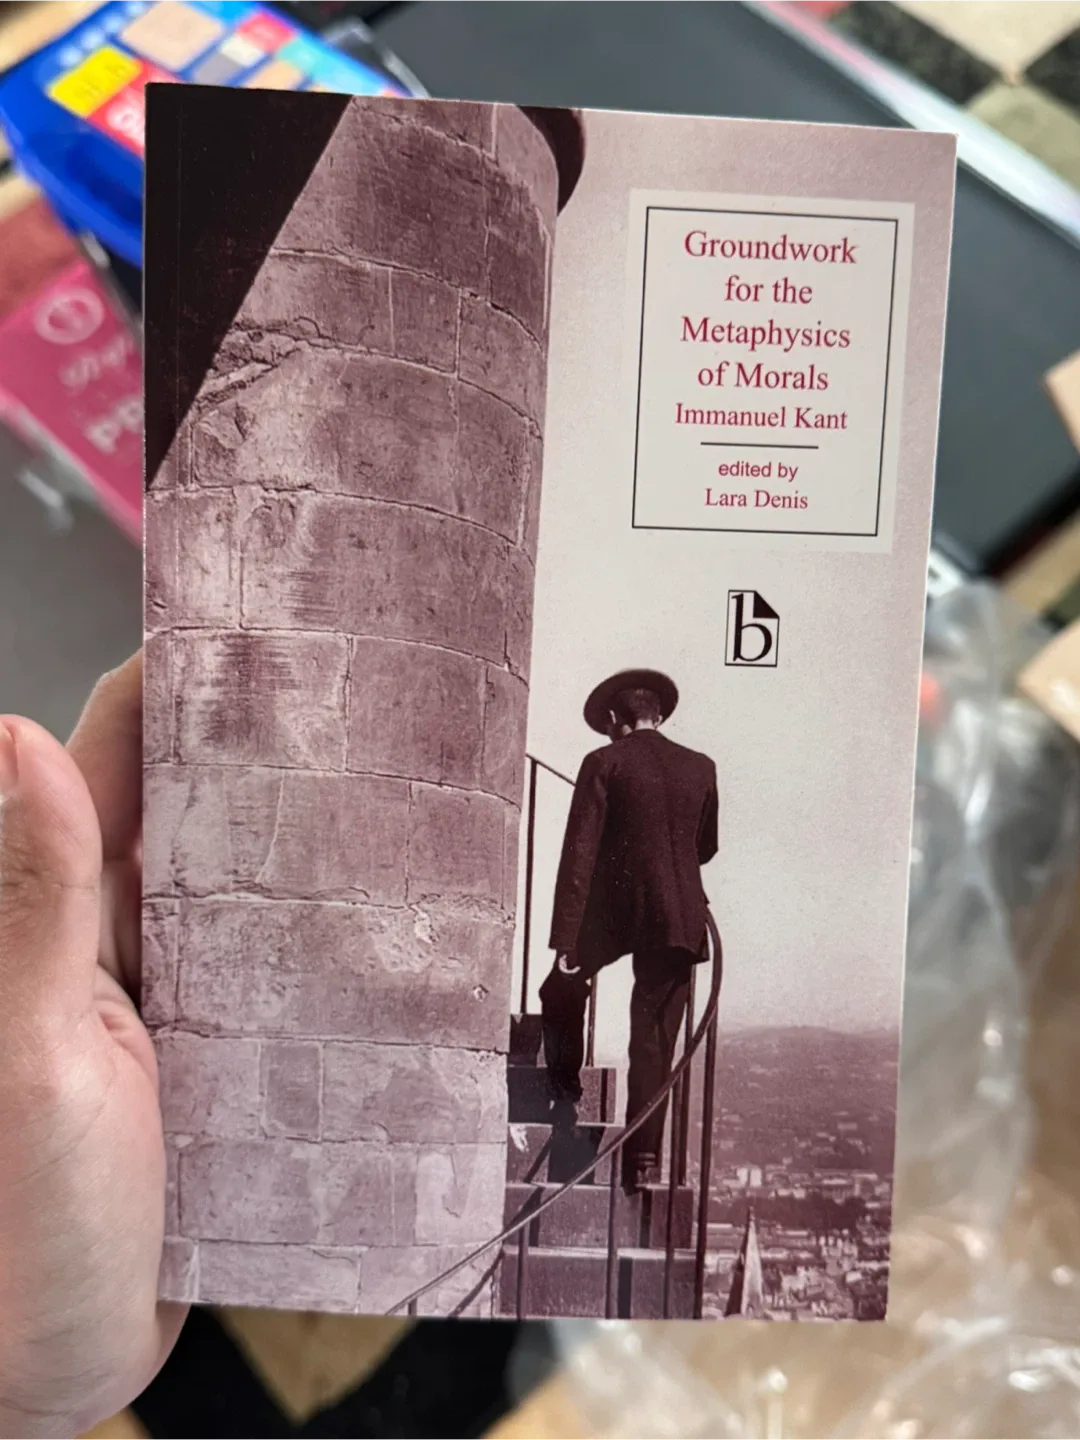 Groundwork
for the
Metaphysics
of Morals
Immanuel Kant
edited by
Lara Denis
b